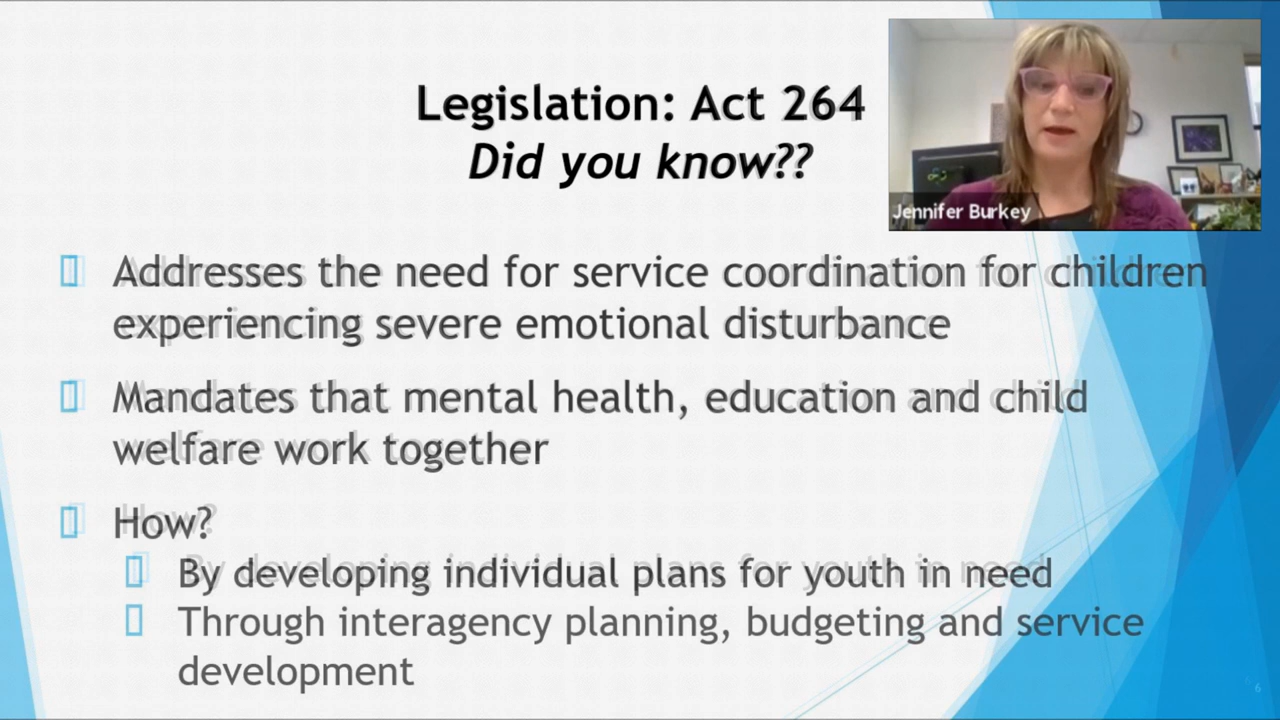 Legislation: Act 264
Did you know??
Jennifer Burkey
Addresses the need for service coordination for children
experiencing severe emotional disturbance
Mandates that mental health, education and child
welfare work together
How?
By developing individual plans for youth in need
Through interagency planning, budgeting and service
development
6